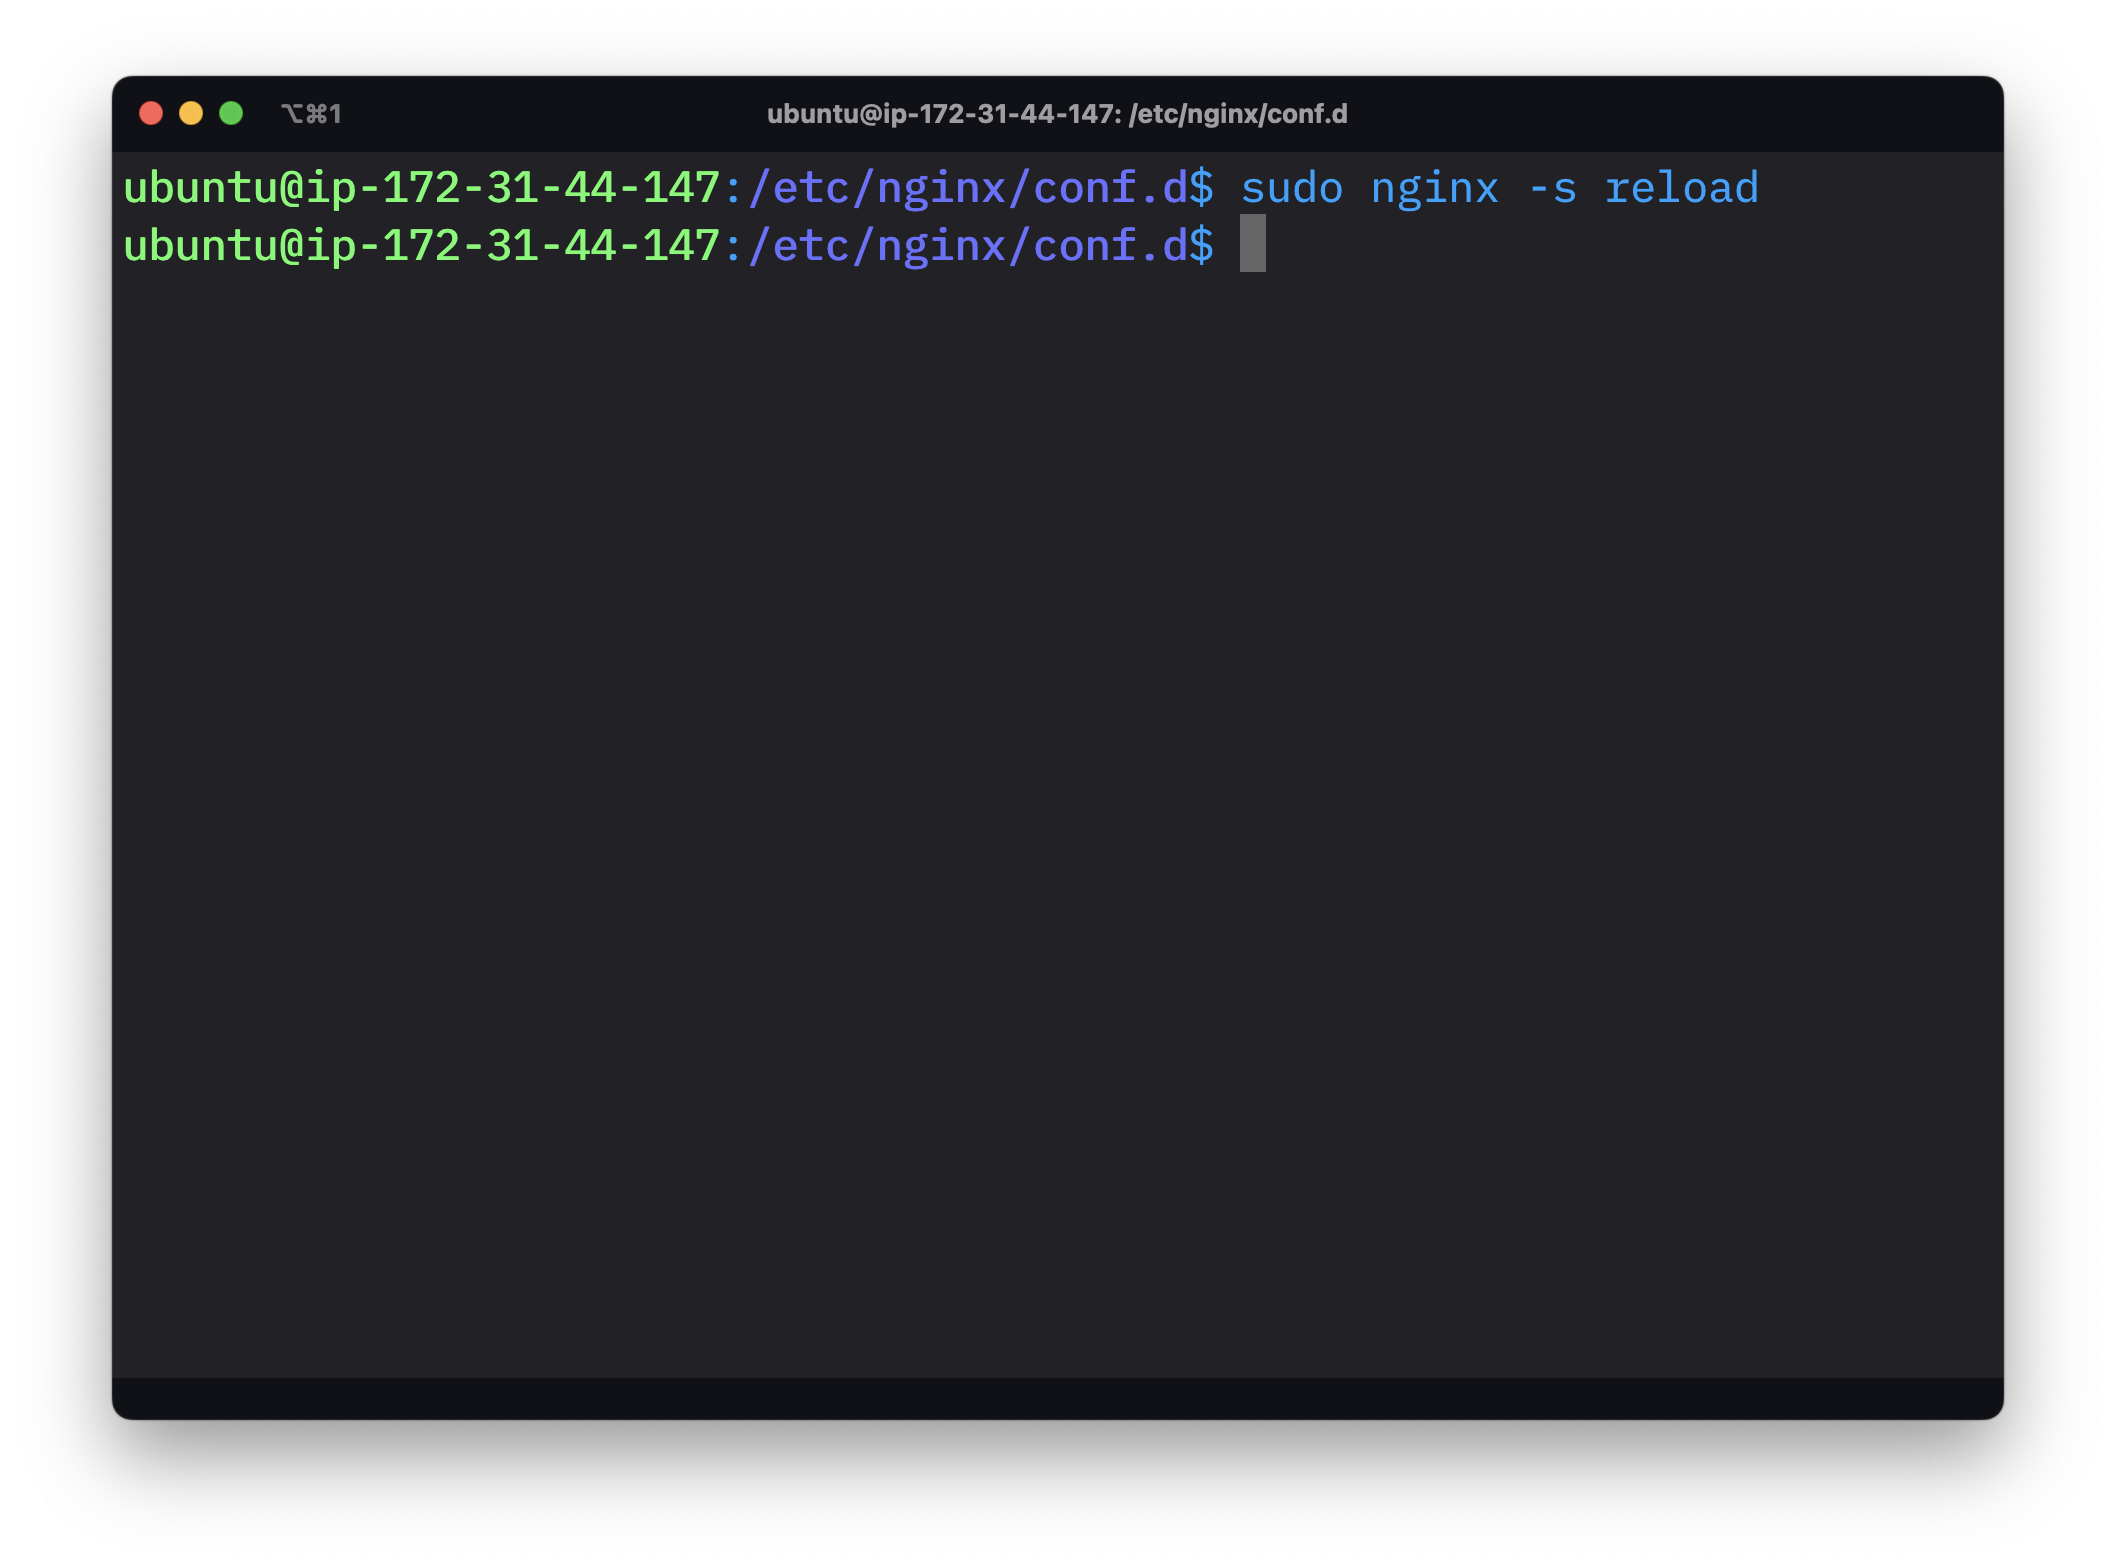 ⌥⌘1
ubuntu@ip-172-31-44-147: /etc/nginx/conf.d
ubuntu@ip-172-31-44-147:/etc/nginx/conf.d$ sudo nginx -s reload
ubuntu@ip-172-31-44-147:/etc/nginx/conf.d$